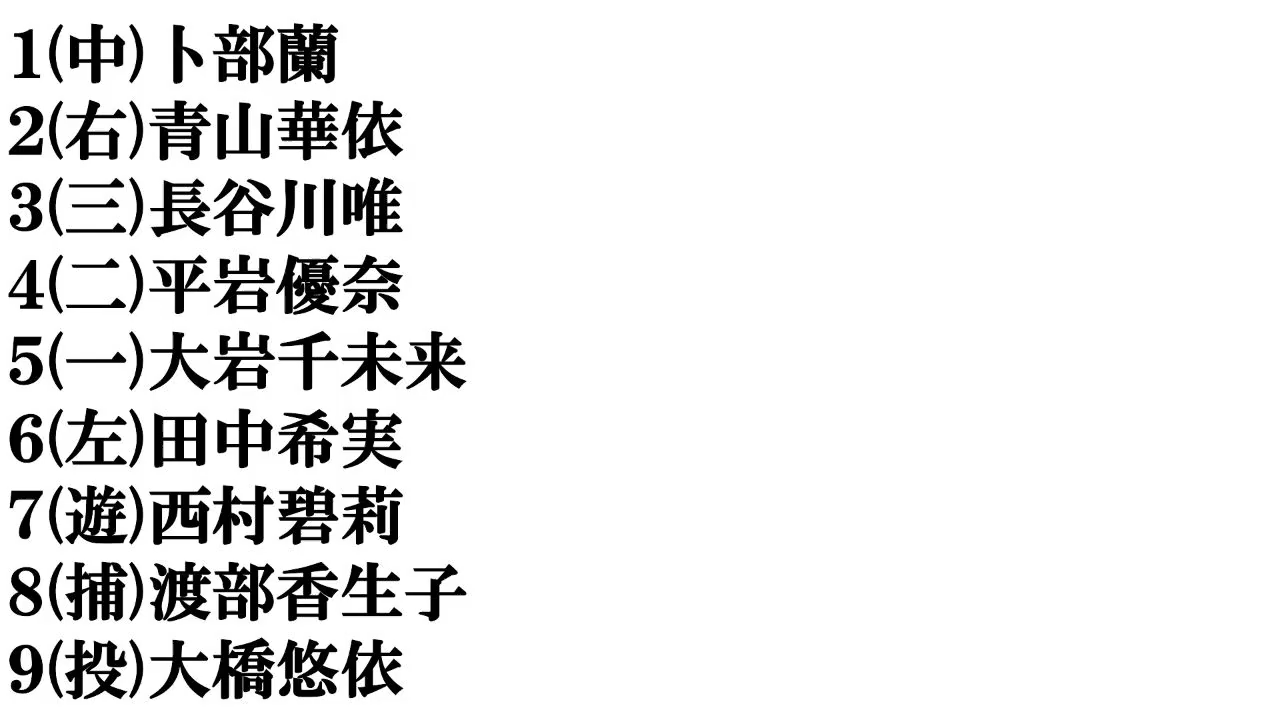 1(中)卜部蘭
2(右)青山華依
3(三)長谷川唯
4(二)平岩優奈
5(一)大岩千未来
6(左)田中希実
7(遊)西村碧莉
8(捕)渡部香生子
9(投)大橋悠依